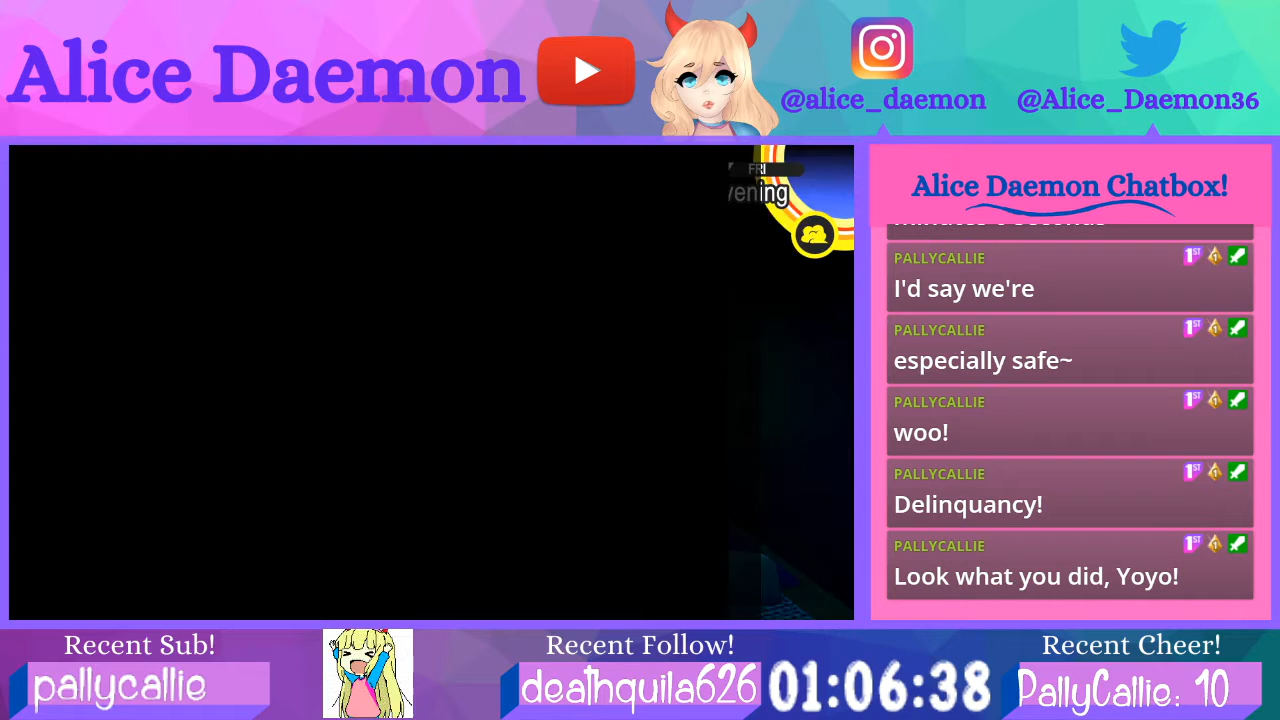 Alice Daemon
@alice_daemon
@Alice_Daemon36
FRI
vening
Alice Daemon Chatbox!
PALLYCALLIE
I'd say we're
PALLYCALLIE
especially safe~
PALLYCALLIE
woo!
PALLYCALLIE
Delinquancy!
PALLYCALLIE
Look what you did, Yoyo!
Recent Sub!
pallycallie
Recent Follow!
deathquila626
01:06:38
Recent Cheer!
PallyCallie: 10